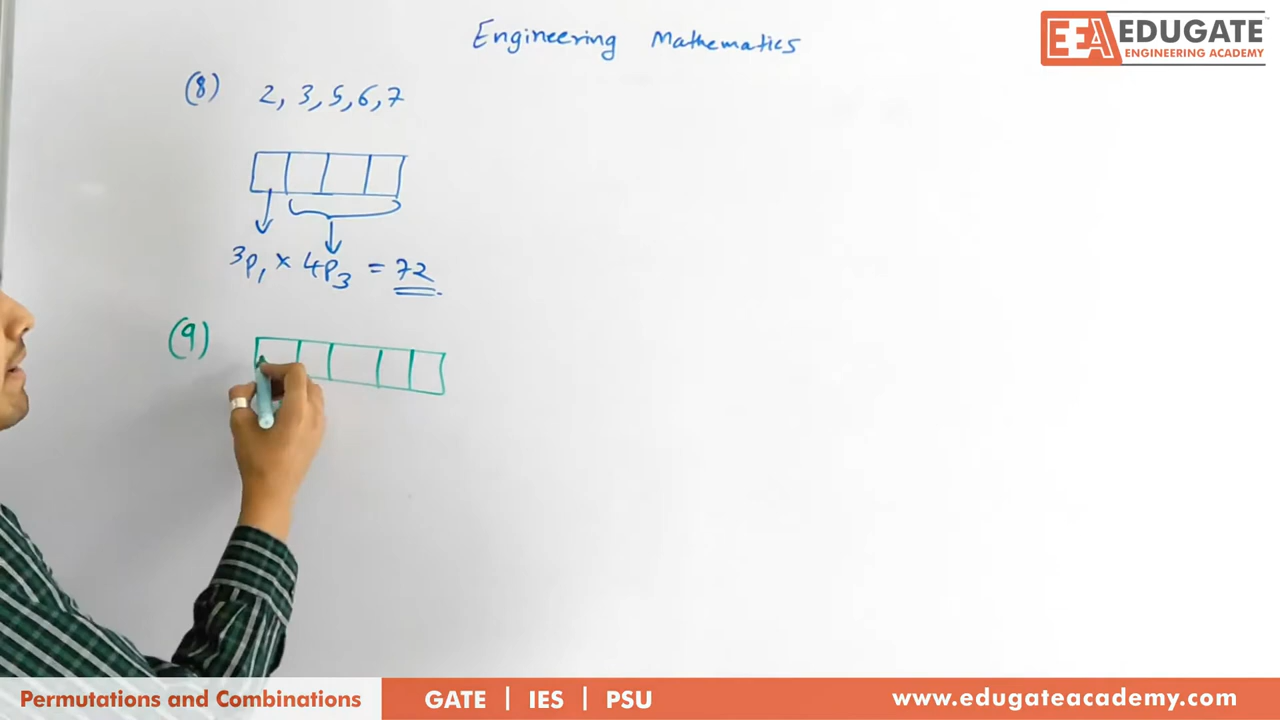 Engineering Mathematics
EEA EDUGATE
ENGINEERING ACADEMY
(8) 2, 3, 5, 6, 7
3P1 × 4P3 = 72
(9)
Permutations and Combinations
GATE | IES | PSU
www.edugateacademy.com